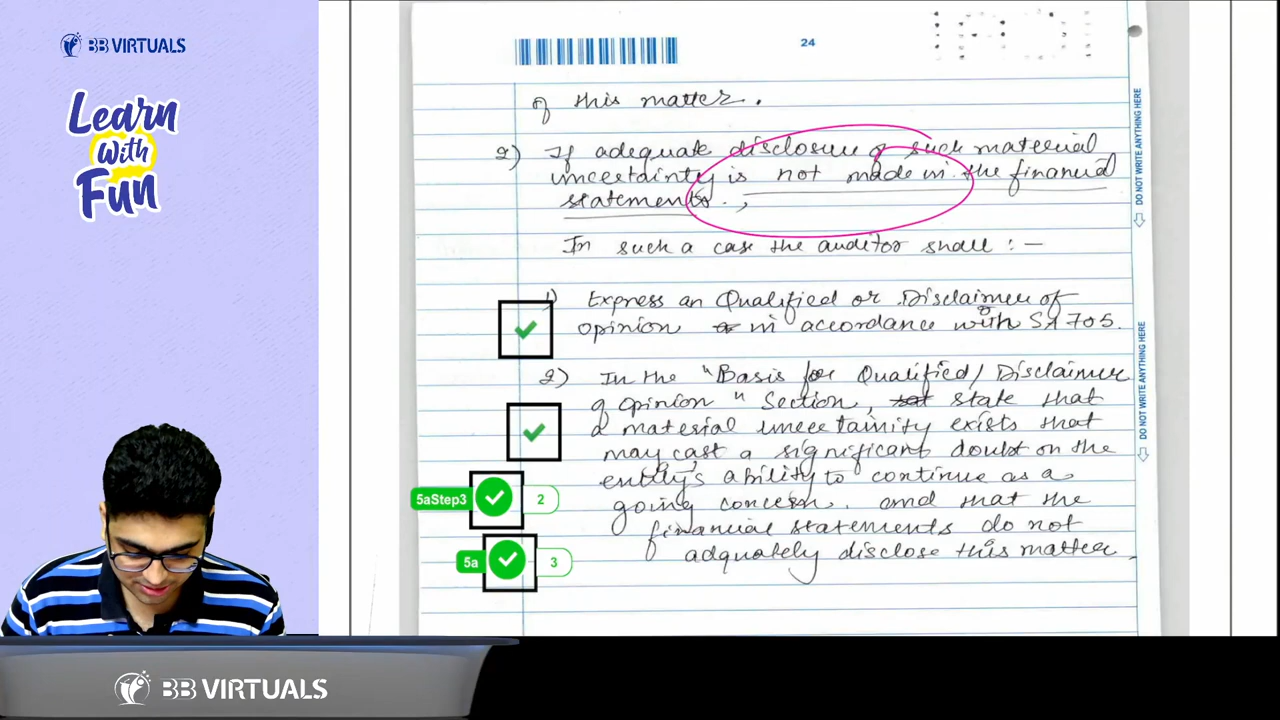 BB VIRTUALS
Learn
With
Fun
24
of this matter.
2) If adequate disclosure of such material
uncertainty is not made in the financial
statements.,
In such a case the auditor shall :-
1) Express an Qualified or Disclaimer of
opinion in accordance with SA 705.
2) In the "Basis for Qualified/Disclaimer
of Opinion" Section, state that
a material uncertainity exists that
may cast a significant doubt on the
entity's ability to continue as a
going concern. and that the
financial statements do not
adquately disclose this matter.
5aStep3 2
5a 3
DO NOT WRITE ANYTHING HERE
DO NOT WRITE ANYTHING HERE
BB VIRTUALS